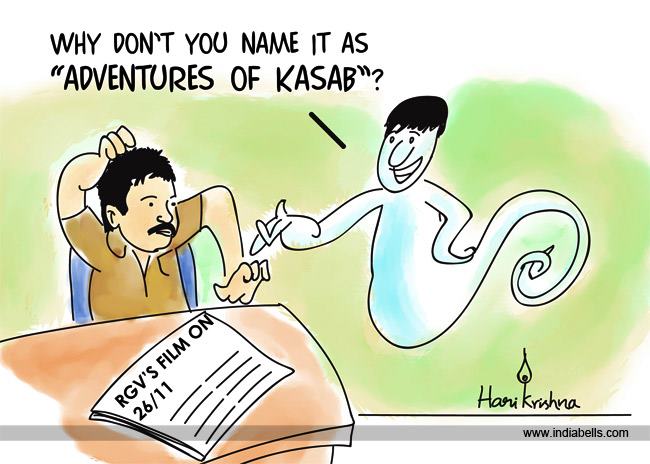 WHY DON'T YOU NAME IT AS
"ADVENTURES OF KASAB"?
RGV'S FILM ON
26/11
Hari Krishna
www.indiabells.com